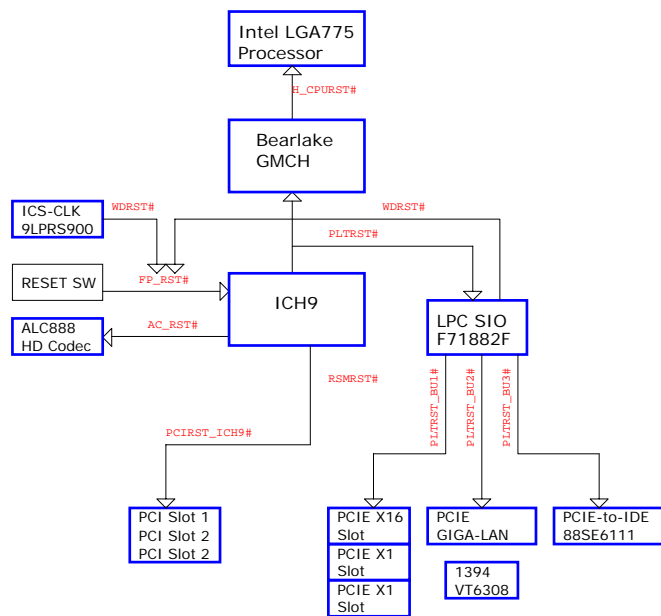 Intel LGA775
Processor
H_CPURST#
Bearlake
GMCH
ICS-CLK
9LPRS900
WDRST#
WDRST#
PLTRST#
RESET SW
FP_RST#
ICH9
ALC888
HD Codec
AC_RST#
LPC SIO
F71882F
RSMRST#
PLTRST_BU1#
PLTRST_BU2#
PLTRST_BU3#
PCIRST_ICH9#
PCI Slot 1
PCI Slot 2
PCI Slot 2
PCIE X16
Slot
PCIE X1
Slot
PCIE X1
Slot
PCIE
GIGA-LAN
1394
VT6308
PCIE-to-IDE
88SE6111